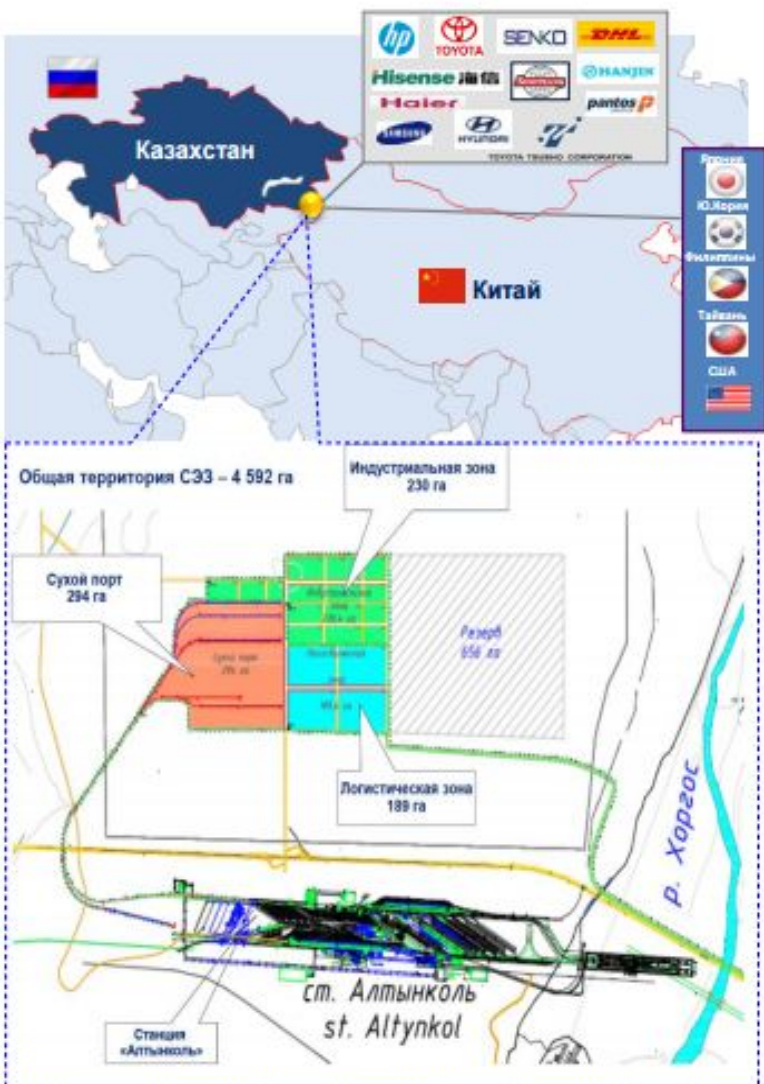 hp
TOYOTA
SENKO
DHL
Hisense 海信
HANJIN
Haier
pantos
SAMSUNG
HYUNDAI
TOYOTA TSUSHO CORPORATION
Казахстан
Япония
Ю.Корея
Китай
Филиппины
Тайвань
США
Общая территория СЭЗ – 4 592 га
Индустриальная зона
230 га
Сухой порт
294 га
Резерв
656 га
Логистическая зона
189 га
р. Хоргос
ст. Алтынколь
st. Altynkol
Станция
«Алтынколь»